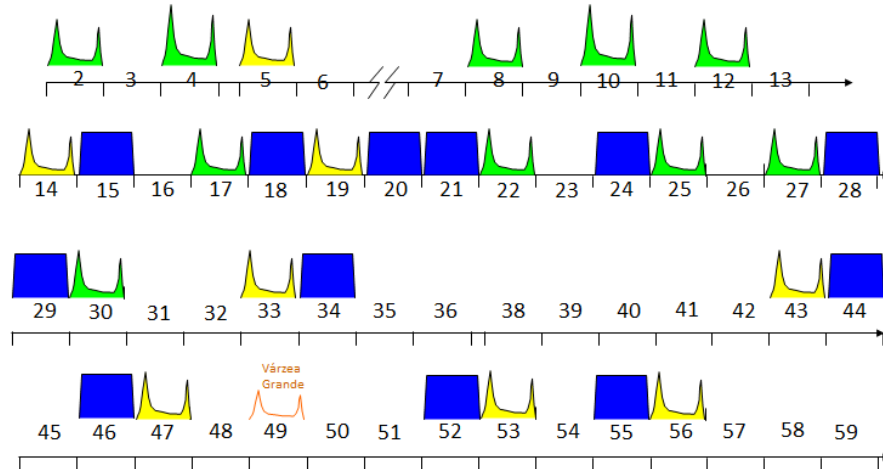 2 3 4 5 6 7 8 9 10 11 12 13
14 15 16 17 18 19 20 21 22 23 24 25 26 27 28
29 30 31 32 33 34 35 36 38 39 40 41 42 43 44
Várzea
Grande
45 46 47 48 49 50 51 52 53 54 55 56 57 58 59